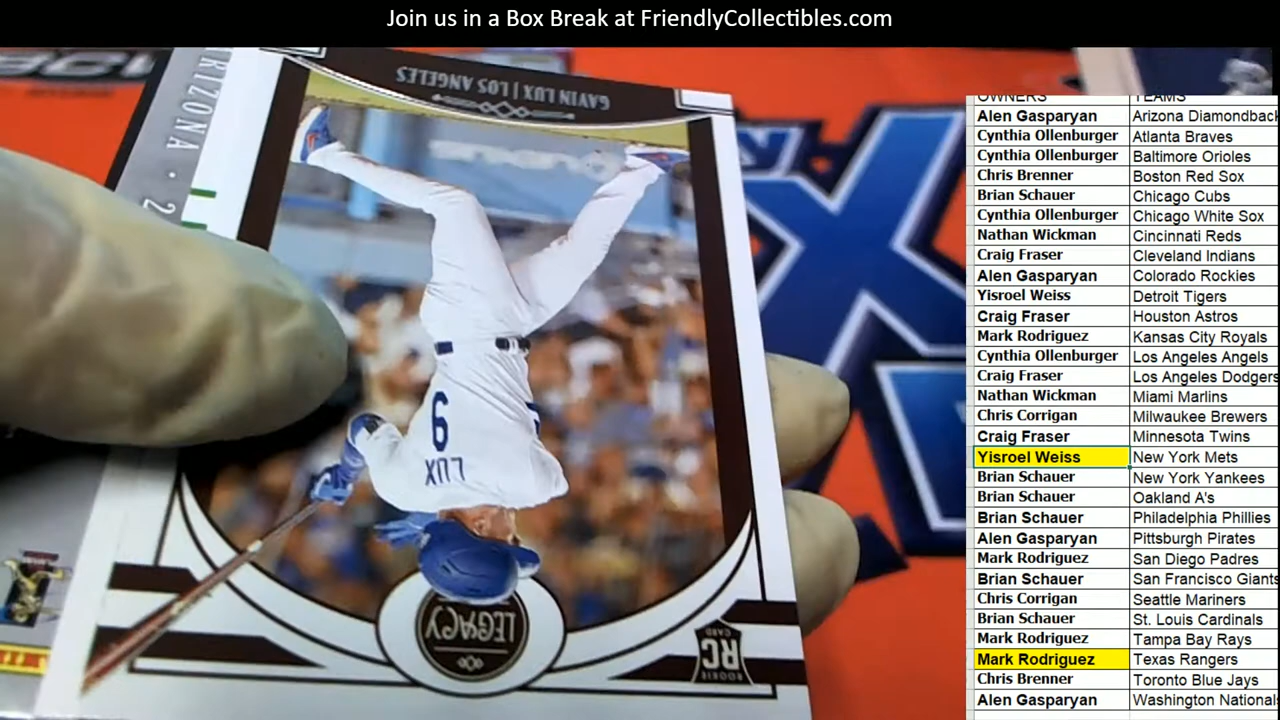 Join us in a Box Break at FriendlyCollectibles.com
GAVIN LUX | LOS ANGELES
RIZONA · 2
9
LUX
LEGACY
RC
ROOKIE CARD
OWNERS TEAMS
Alen Gasparyan Arizona Diamondback
Cynthia Ollenburger Atlanta Braves
Cynthia Ollenburger Baltimore Orioles
Chris Brenner Boston Red Sox
Brian Schauer Chicago Cubs
Cynthia Ollenburger Chicago White Sox
Nathan Wickman Cincinnati Reds
Craig Fraser Cleveland Indians
Alen Gasparyan Colorado Rockies
Yisroel Weiss Detroit Tigers
Craig Fraser Houston Astros
Mark Rodriguez Kansas City Royals
Cynthia Ollenburger Los Angeles Angels
Craig Fraser Los Angeles Dodgers
Nathan Wickman Miami Marlins
Chris Corrigan Milwaukee Brewers
Craig Fraser Minnesota Twins
Yisroel Weiss New York Mets
Brian Schauer New York Yankees
Brian Schauer Oakland A's
Brian Schauer Philadelphia Phillies
Alen Gasparyan Pittsburgh Pirates
Mark Rodriguez San Diego Padres
Brian Schauer San Francisco Giants
Chris Corrigan Seattle Mariners
Brian Schauer St. Louis Cardinals
Mark Rodriguez Tampa Bay Rays
Mark Rodriguez Texas Rangers
Chris Brenner Toronto Blue Jays
Alen Gasparyan Washington National